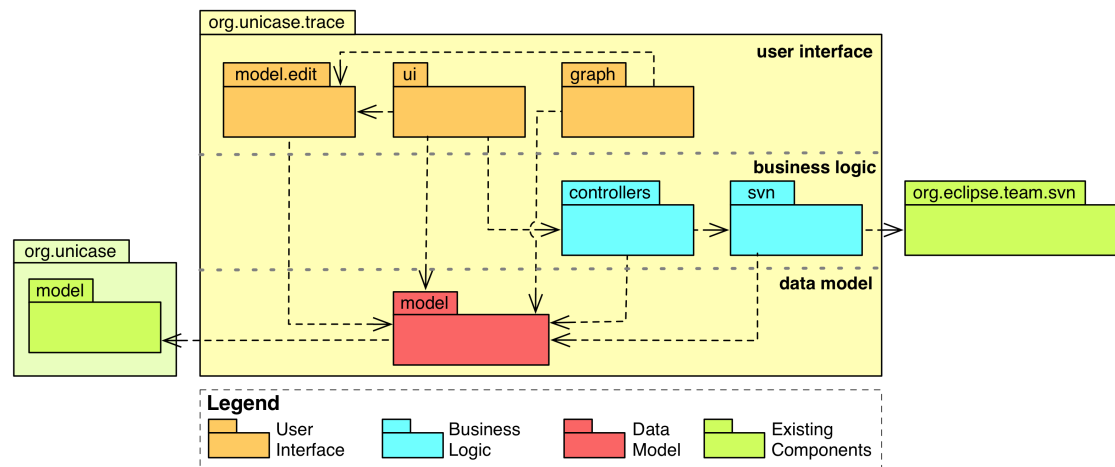 org.unicase.trace
user interface
model.edit
ui
graph
business logic
controllers
svn
org.eclipse.team.svn
org.unicase
model
data model
model
Legend
User
Interface
Business
Logic
Data
Model
Existing
Components